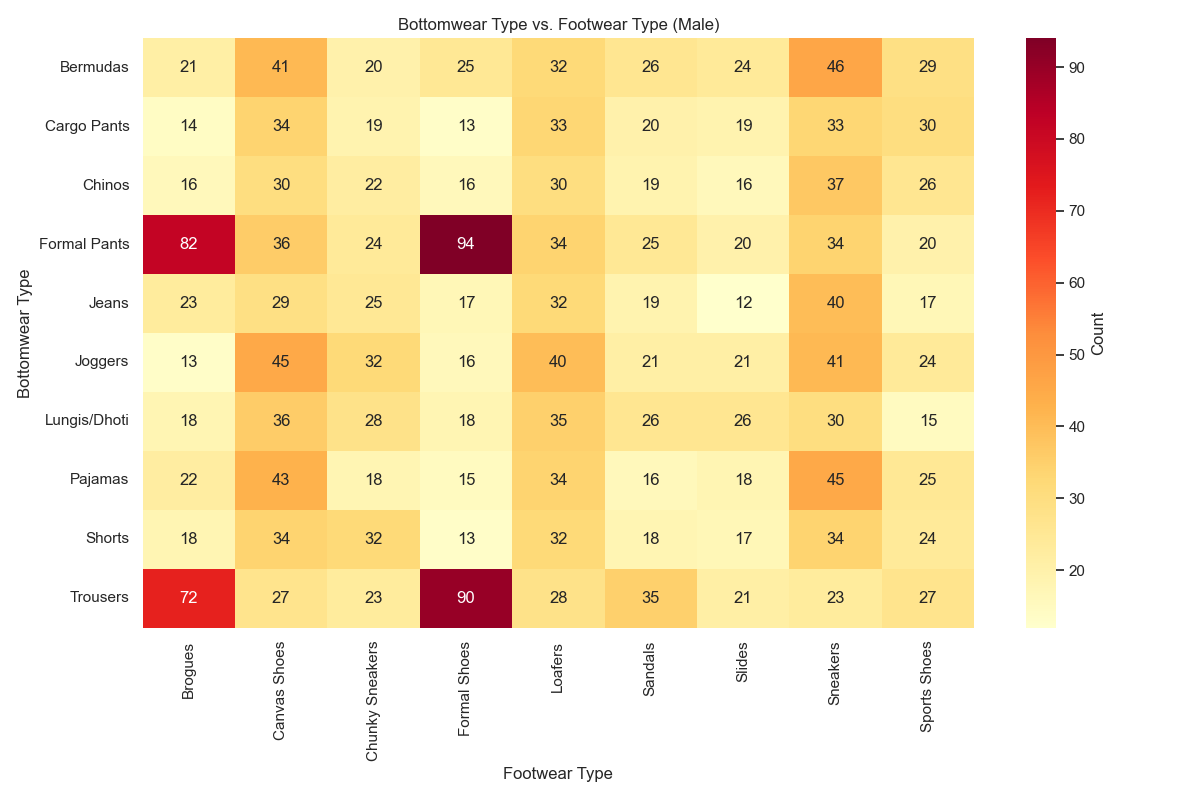 Bottomwear Type vs. Footwear Type (Male)
Bermudas 21 41 20 25 32 26 24 46 29
Cargo Pants 14 34 19 13 33 20 19 33 30
Chinos 16 30 22 16 30 19 16 37 26
Formal Pants 82 36 24 94 34 25 20 34 20
Jeans 23 29 25 17 32 19 12 40 17
Joggers 13 45 32 16 40 21 21 41 24
Lungis/Dhoti 18 36 28 18 35 26 26 30 15
Pajamas 22 43 18 15 34 16 18 45 25
Shorts 18 34 32 13 32 18 17 34 24
Trousers 72 27 23 90 28 35 21 23 27
Bottomwear Type
Brogues
Canvas Shoes
Chunky Sneakers
Formal Shoes
Loafers
Sandals
Slides
Sneakers
Sports Shoes
Footwear Type
90
80
70
60
50
40
30
20
Count